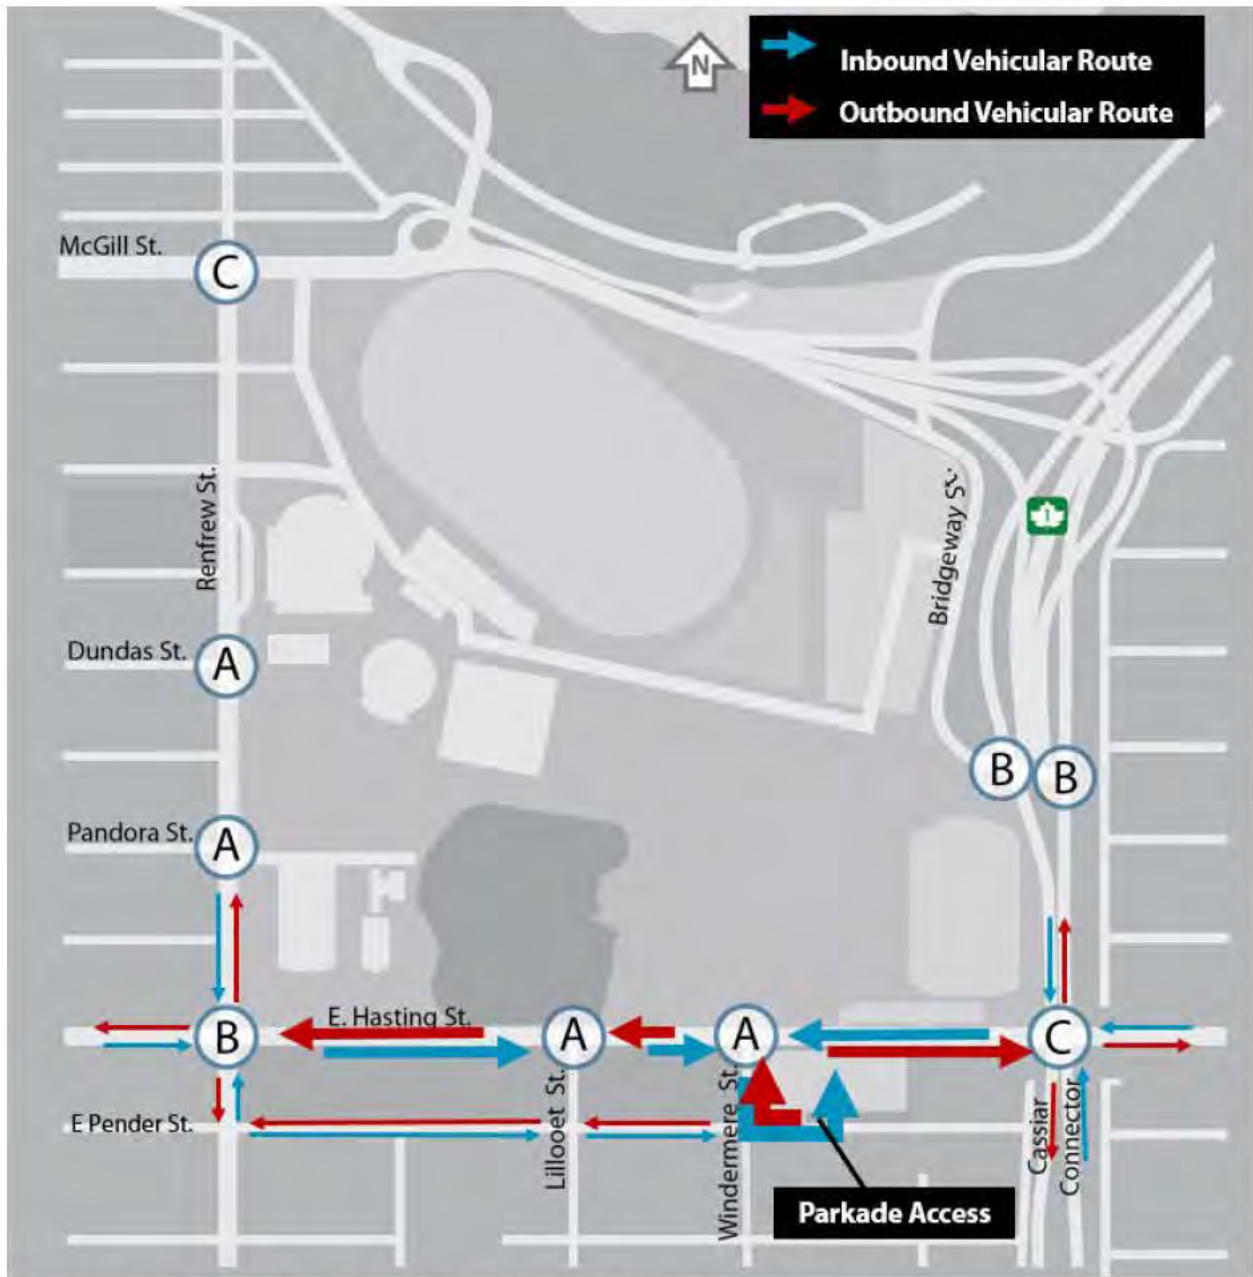 N
Inbound Vehicular Route
Outbound Vehicular Route
McGill St.
C
Renfrew St.
Bridgeway St.
1
Dundas St.
A
B
B
Pandora St.
A
E. Hasting St.
B
A
A
C
E Pender St.
Lillooet St.
Windermere St.
Cassiar
Connector
Parkade Access